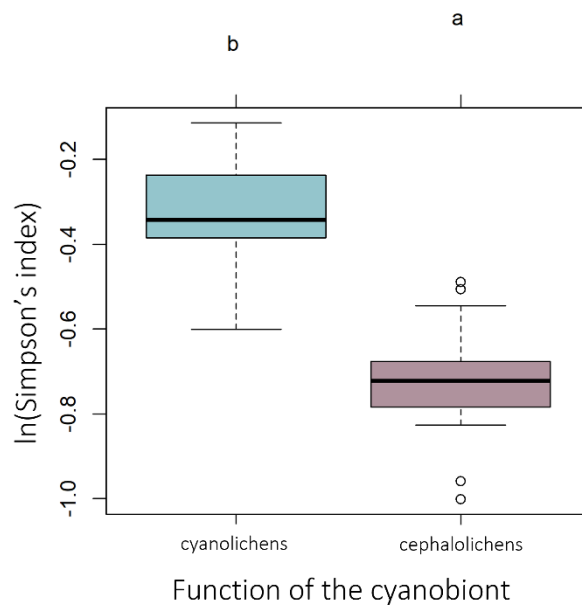 b
a
-0.2
-0.4
-0.6
-0.8
-1.0
ln(Simpson's index)
cyanolichens
cephalolichens
Function of the cyanobiont